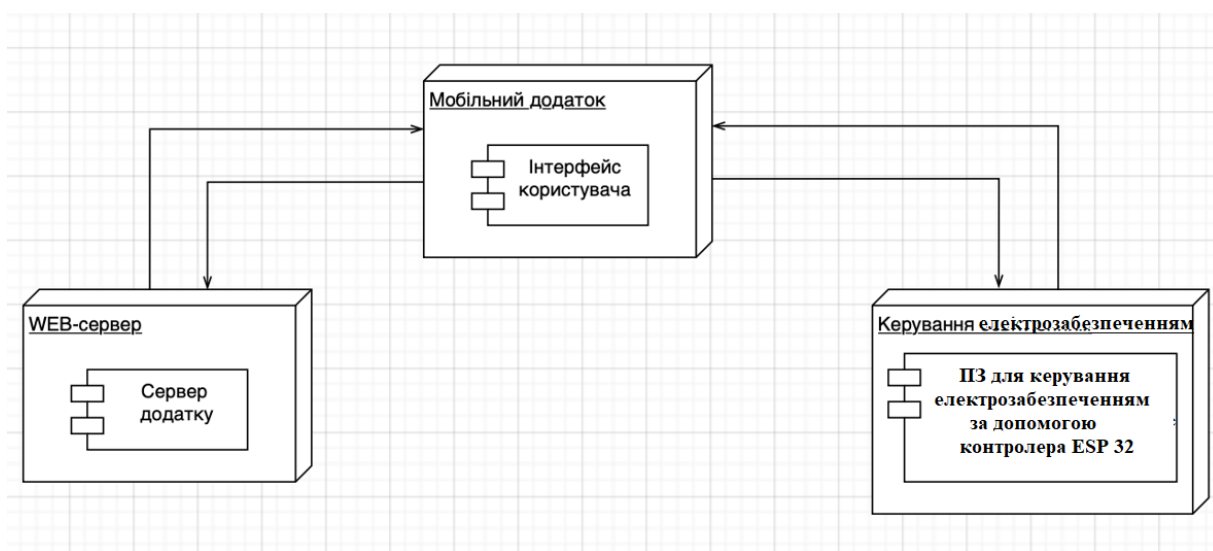 Мобільний додаток
Інтерфейс
користувача
WEB-сервер
Сервер
додатку
Керування електрозабезпеченням
ПЗ для керування
електрозабезпеченням
за допомогою
контролера ESP 32